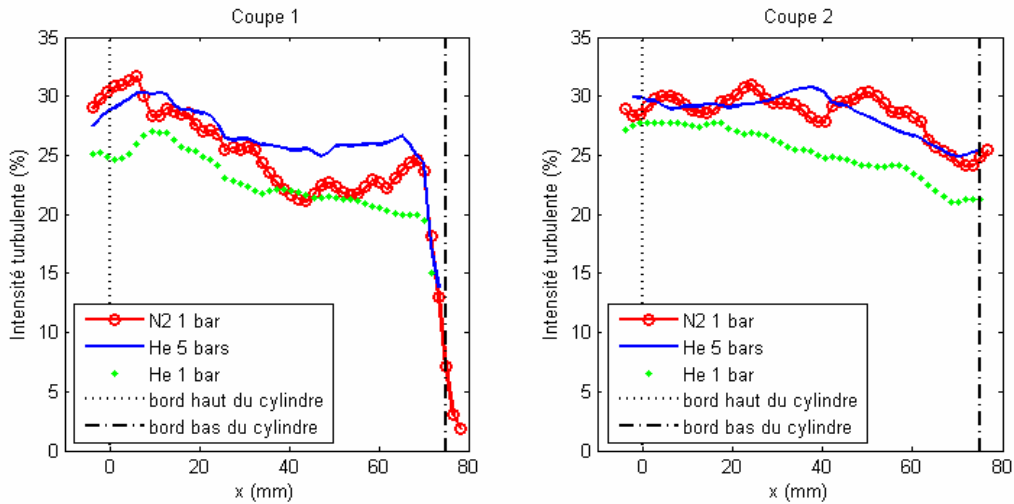 Coupe 1
Intensité turbulente (%)
35
30
25
20
15
10
5
0
N2 1 bar
He 5 bars
He 1 bar
bord haut du cylindre
bord bas du cylindre
0
20
40
60
80
x (mm)
Coupe 2
Intensité turbulente (%)
35
30
25
20
15
10
5
0
N2 1 bar
He 5 bars
He 1 bar
bord haut du cylindre
bord bas du cylindre
0
20
40
60
80
x (mm)